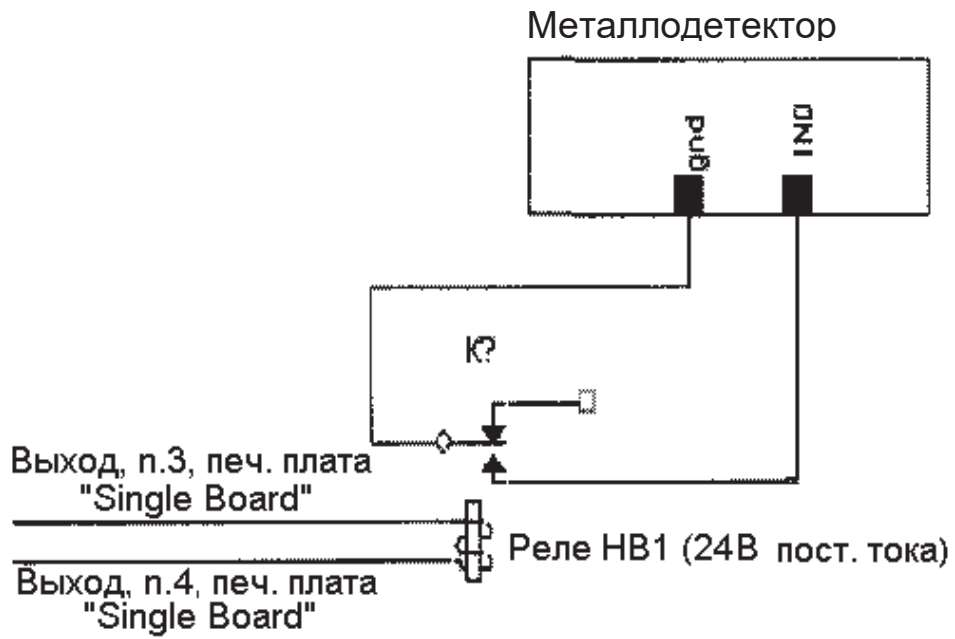 Металлодетектор
gnd
IN0
K?
Выход, n.3, печ. плата
"Single Board"
Реле HB1 (24В пост. тока)
Выход, n.4, печ. плата
"Single Board"